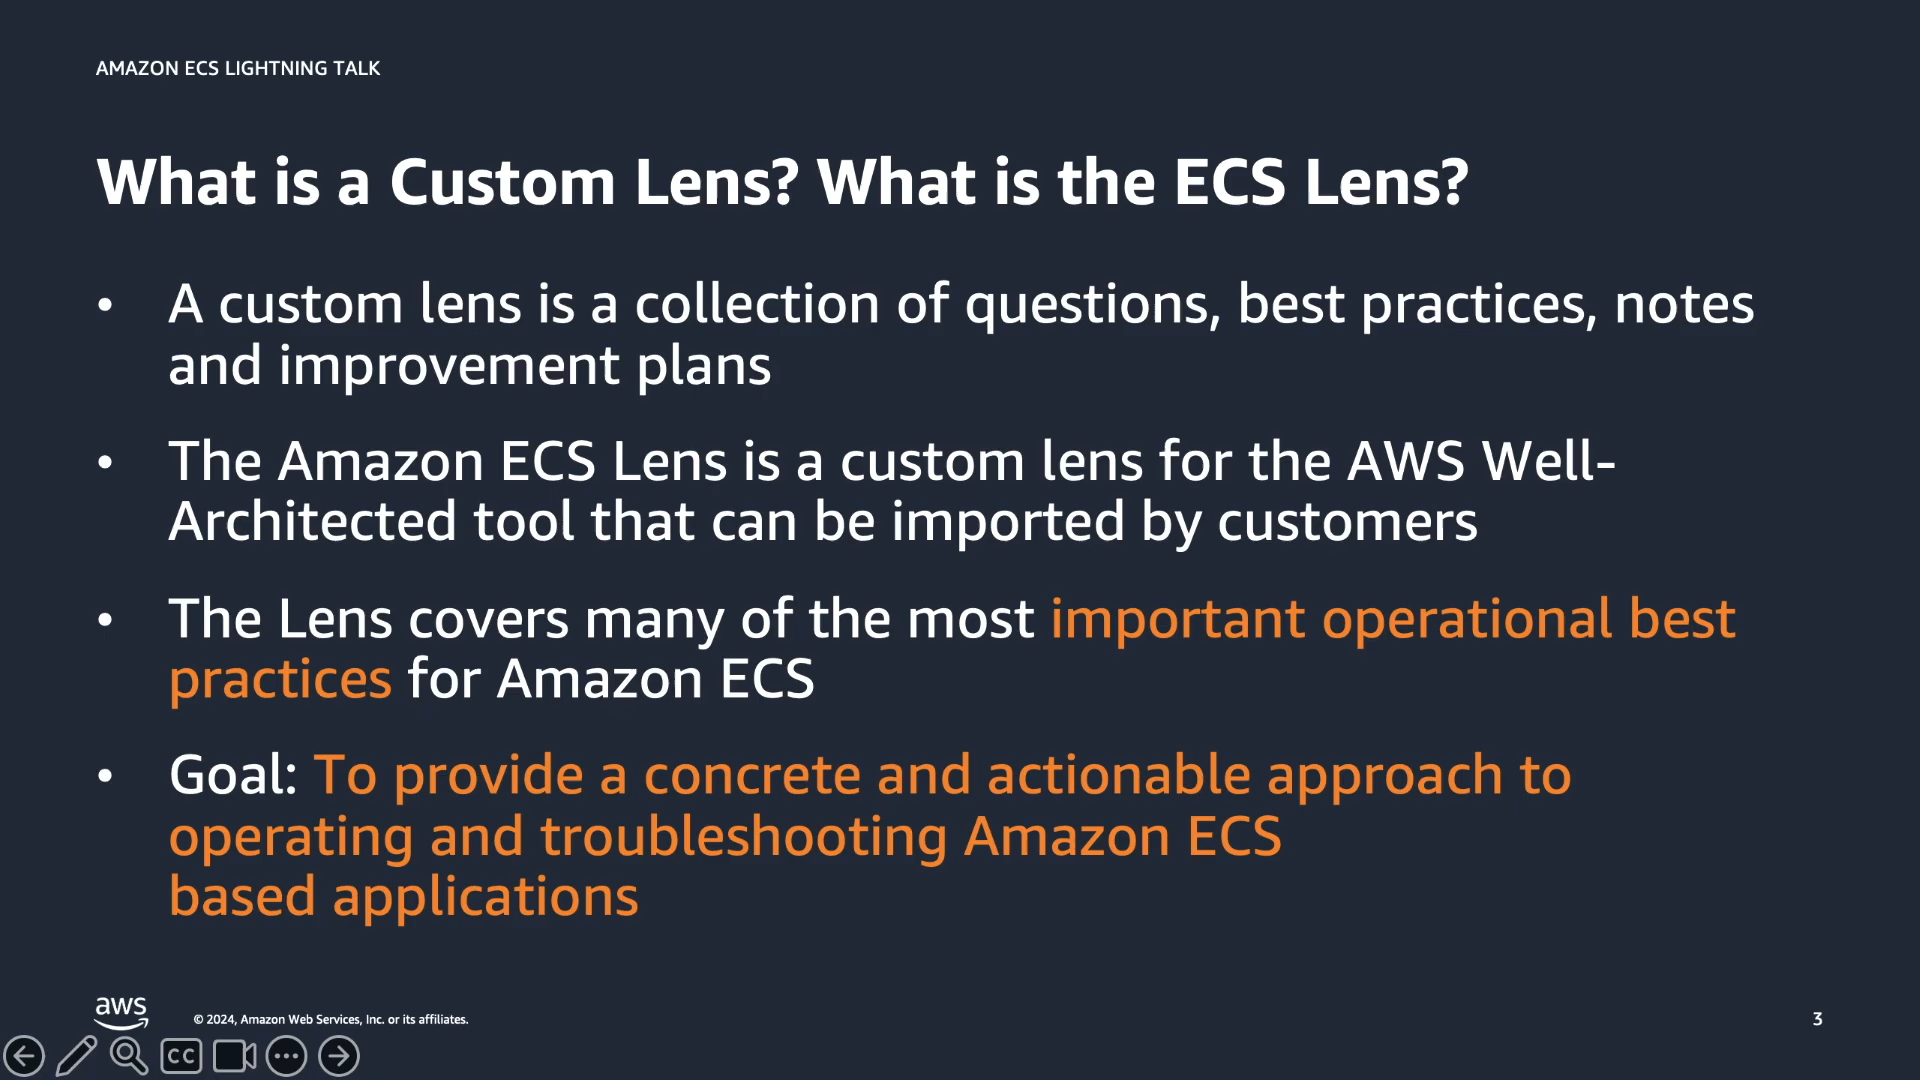 AMAZON ECS LIGHTNING TALK
What is a Custom Lens? What is the ECS Lens?
• A custom lens is a collection of questions, best practices, notes
and improvement plans
• The Amazon ECS Lens is a custom lens for the AWS Well-
Architected tool that can be imported by customers
• The Lens covers many of the most important operational best
practices for Amazon ECS
• Goal: To provide a concrete and actionable approach to
operating and troubleshooting Amazon ECS
based applications
aws
© 2024, Amazon Web Services, Inc. or its affiliates.
3
CC